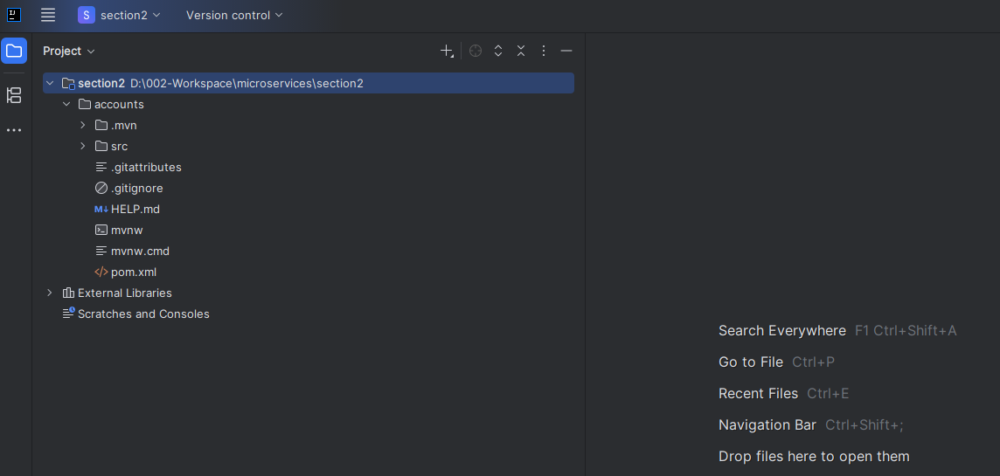 IJ
S section2 Version control
Project
section2 D:\002-Workspace\microservices\section2
accounts
.mvn
src
.gitattributes
.gitignore
M↓ HELP.md
mvnw
mvnw.cmd
</> pom.xml
External Libraries
Scratches and Consoles
Search Everywhere F1 Ctrl+Shift+A
Go to File Ctrl+P
Recent Files Ctrl+E
Navigation Bar Ctrl+Shift+;
Drop files here to open them